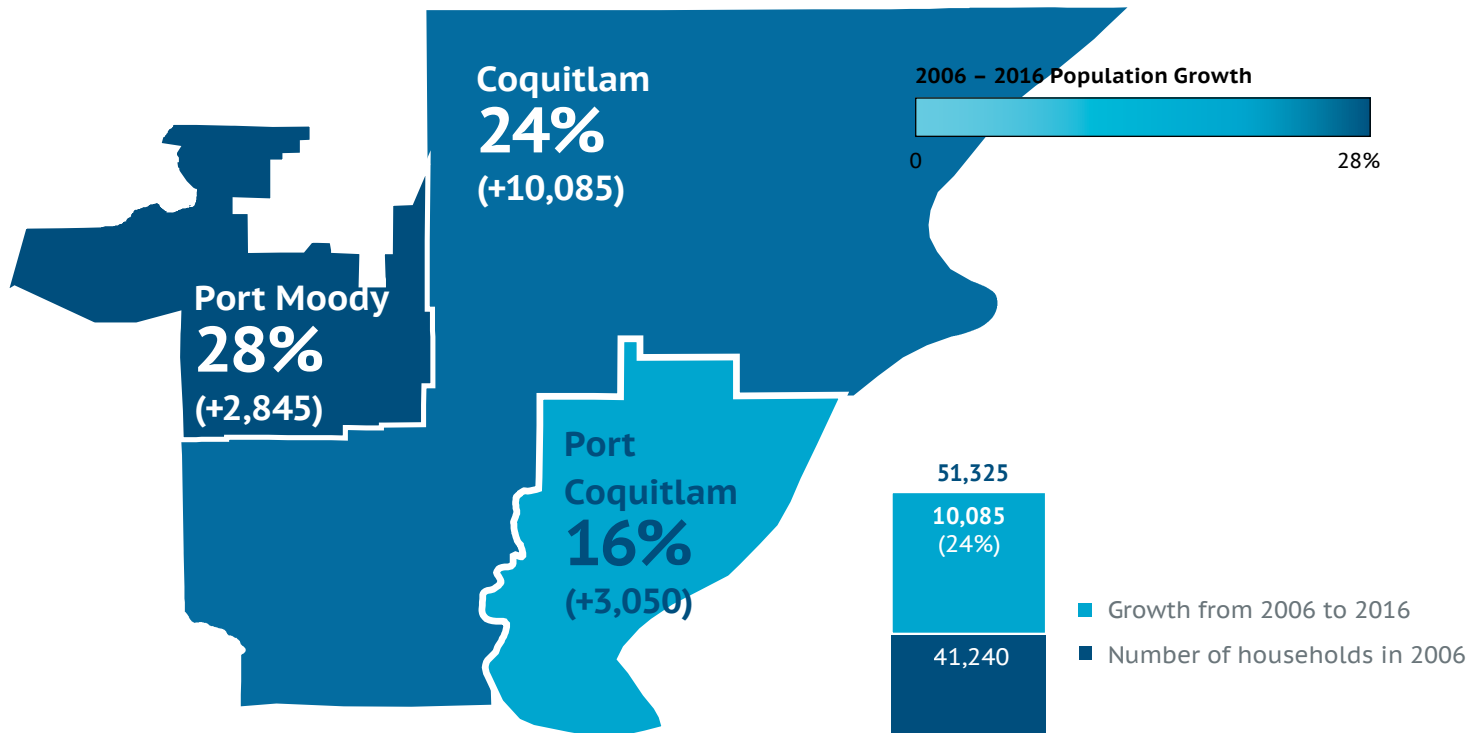 Coquitlam
24%
(+10,085)
2006 – 2016 Population Growth
0
28%
Port Moody
28%
(+2,845)
Port
Coquitlam
16%
(+3,050)
51,325
10,085
(24%)
41,240
Growth from 2006 to 2016
Number of households in 2006